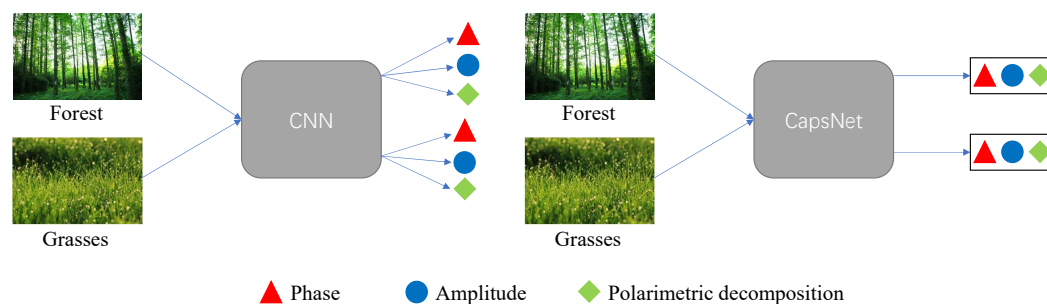 Forest
CNN
Grasses
Forest
CapsNet
Grasses
Phase
Amplitude
Polarimetric decomposition